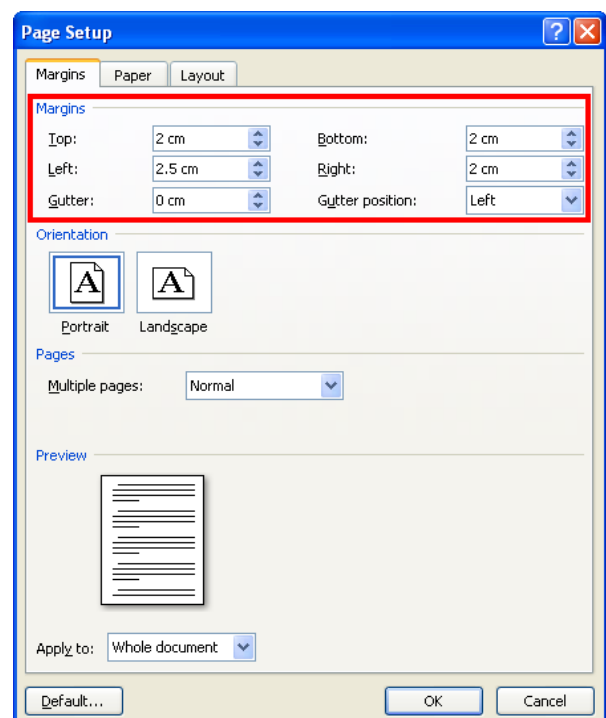 Page Setup
Margins Paper Layout
Margins
Top: 2 cm Bottom: 2 cm
Left: 2.5 cm Right: 2 cm
Gutter: 0 cm Gutter position: Left
Orientation
A A
Portrait Landscape
Pages
Multiple pages: Normal
Preview
Apply to: Whole document
Default... OK Cancel